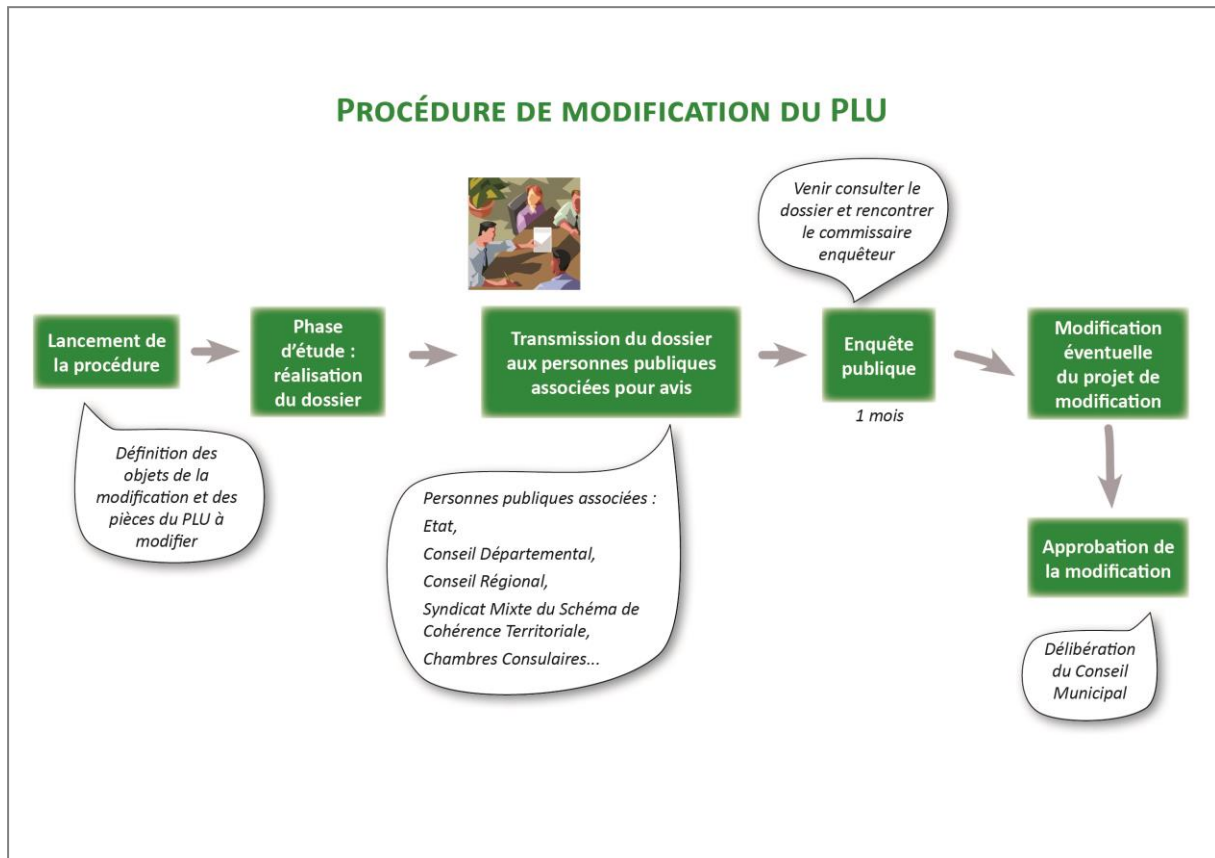 PROCÉDURE DE MODIFICATION DU PLU
Venir consulter le
dossier et rencontrer
le commissaire
enquêteur
Lancement de
la procédure
Phase
d'étude :
réalisation
du dossier
Transmission du dossier
aux personnes publiques
associées pour avis
Enquête
publique
1 mois
Modification
éventuelle
du projet de
modification
Définition des
objets de la
modification et des
pièces du PLU à
modifier
Personnes publiques associées :
Etat,
Conseil Départemental,
Conseil Régional,
Syndicat Mixte du Schéma de
Cohérence Territoriale,
Chambres Consulaires...
Approbation de
la modification
Délibération
du Conseil
Municipal